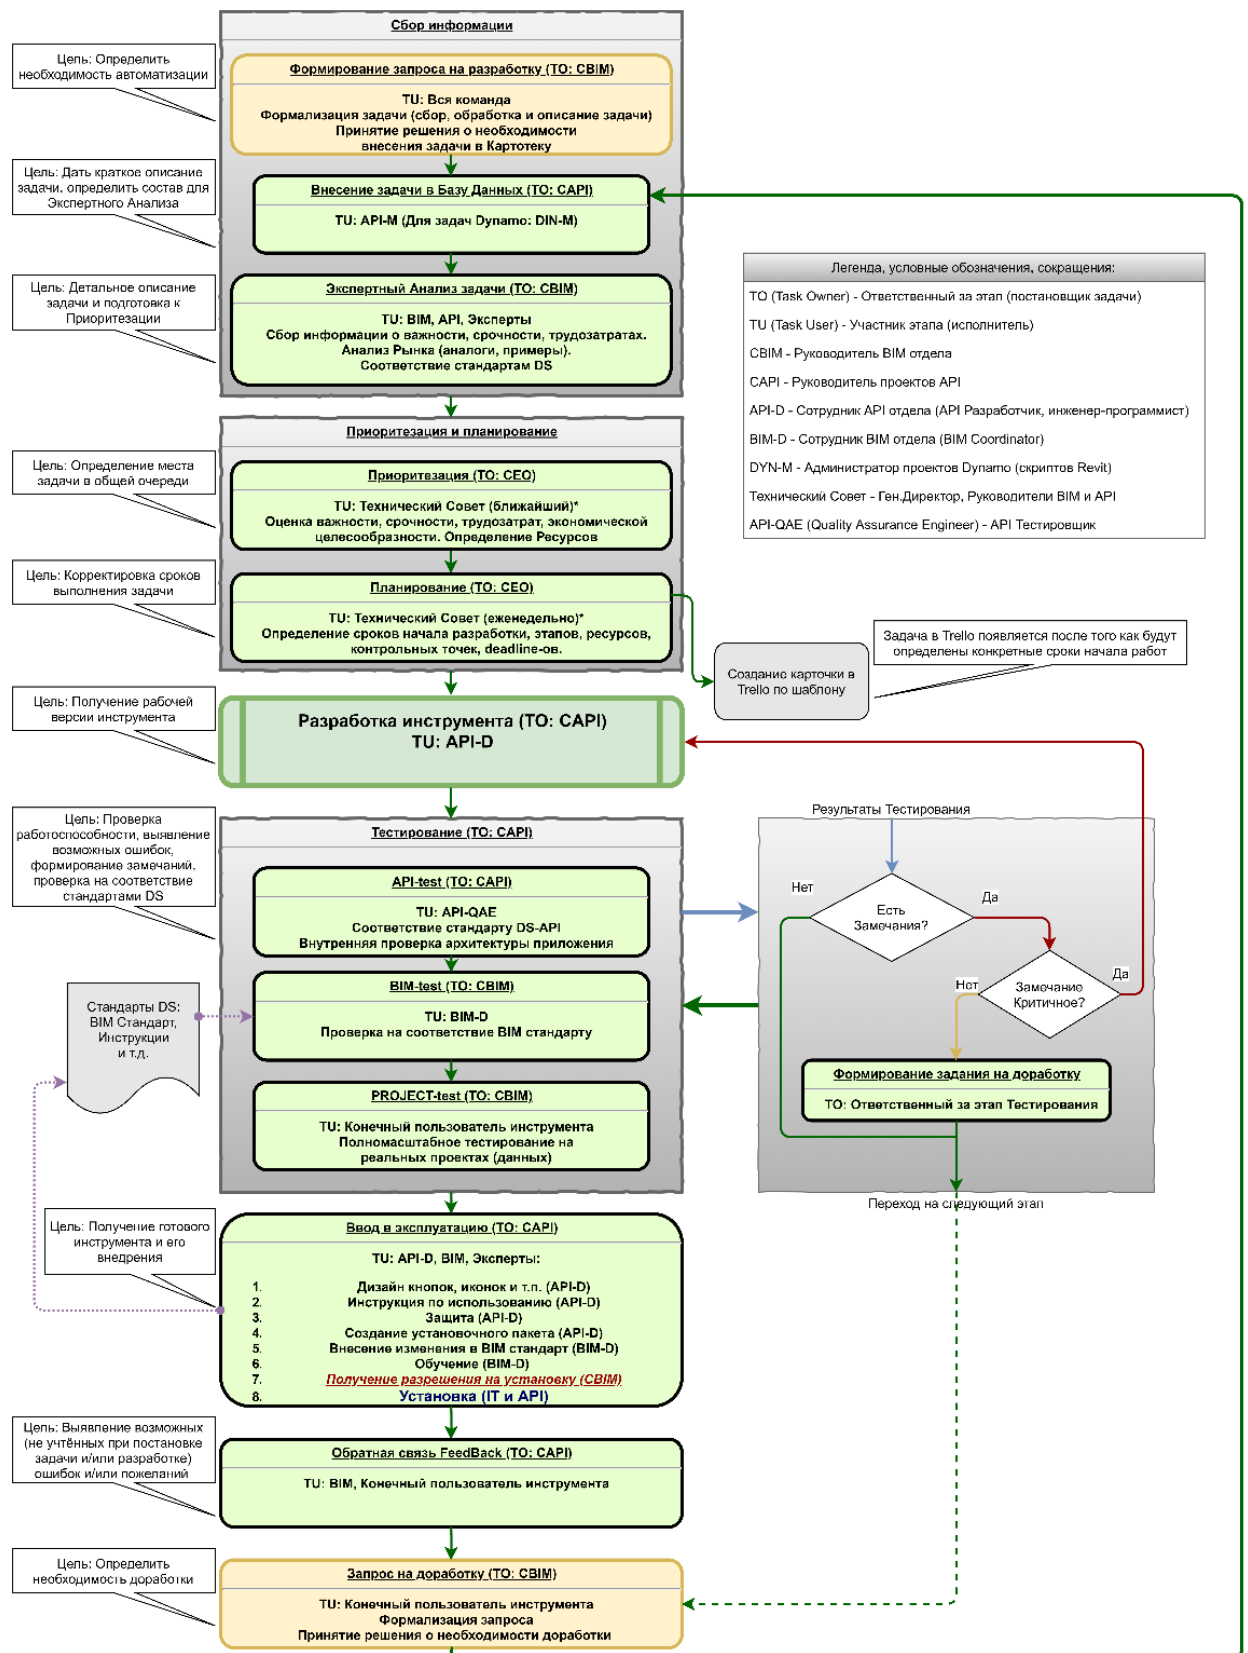 Сбор информации
Цель: Определить
необходимость автоматизации
Формирование запроса на разработку (TO: CBIM)
TU: Вся команда
Формализация задачи (сбор, обработка и описание задачи)
Принятие решения о необходимости
внесения задачи в Картотеку
Цель: Дать краткое описание
задачи, определить состав для
Экспертного Анализа
Внесение задачи в Базу Данных (TO: CAPI)
TU: API-M (Для задач Dynamo: DIN-M)
Цель: Детальное описание
задачи и подготовка к
Приоритезации
Экспертный Анализ задачи (TO: CBIM)
TU: BIM, API, Эксперты
Сбор информации о важности, срочности, трудозатратах.
Анализ Рынка (аналоги, примеры).
Соответствие стандартам DS
Легенда, условные обозначения, сокращения:
TO (Task Owner) - Ответственный за этап (постановщик задачи)
TU (Task User) - Участник этапа (исполнитель)
CBIM - Руководитель BIM отдела
CAPI - Руководитель проектов API
API-D - Сотрудник API отдела (API Разработчик, инженер-программист)
BIM-D - Сотрудник BIM отдела (BIM Coordinator)
DYN-M - Администратор проектов Dynamo (скриптов Revit)
Технический Совет - Ген.Директор, Руководители BIM и API
API-QAE (Quality Assurance Engineer) - API Тестировщик
Приоритезация и планирование
Цель: Определение места
задачи в общей очереди
Приоритезация (TO: CEO)
TU: Технический Совет (ближайший)*
Оценка важности, срочности, трудозатрат, экономической
целесообразности. Определение Ресурсов
Цель: Корректировка сроков
выполнения задачи
Планирование (TO: CEO)
TU: Технический Совет (еженедельно)*
Определение сроков начала разработки, этапов, ресурсов,
контрольных точек, deadline-ов.
Создание карточки в
Trello по шаблону
Задача в Trello появляется после того как будут
определены конкретные сроки начала работ
Цель: Получение рабочей
версии инструмента
Разработка инструмента (TO: CAPI)
TU: API-D
Цель: Проверка
работоспособности, выявление
возможных ошибок,
формирование замечаний,
проверка на соответствие
стандартами DS
Тестирование (TO: CAPI)
API-test (TO: CAPI)
TU: API-QAE
Соответствие стандарту DS-API
Внутренняя проверка архитектуры приложения
BIM-test (TO: CBIM)
TU: BIM-D
Проверка на соответствие BIM стандарту
PROJECT-test (TO: CBIM)
TU: Конечный пользователь инструмента
Полномасштабное тестирование на
реальных проектах (данных)
Стандарты DS:
BIM Стандарт,
Инструкции
и т.д.
Результаты Тестирования
Нет
Есть
Замечания?
Да
Нет
Замечание
Критичное?
Да
Формирование задания на доработку
TO: Ответственный за этап Тестирования
Переход на следующий этап
Цель: Получение готового
инструмента и его
внедрения
Ввод в эксплуатацию (TO: CAPI)
TU: API-D, BIM, Эксперты:
1. Дизайн кнопок, иконок и т.п. (API-D)
2. Инструкция по использованию (API-D)
3. Защита (API-D)
4. Создание установочного пакета (API-D)
5. Внесение изменения в BIM стандарт (BIM-D)
6. Обучение (BIM-D)
7. Получение разрешения на установку (CBIM)
8. Установка (IT и API)
Цель: Выявление возможных
(не учтённых при постановке
задачи и/или разработке)
ошибок и/или пожеланий
Обратная связь FeedBack (TO: CAPI)
TU: BIM, Конечный пользователь инструмента
Цель: Определить
необходимость доработки
Запрос на доработку (TO: CBIM)
TU: Конечный пользователь инструмента
Формализация запроса
Принятие решения о необходимости доработки